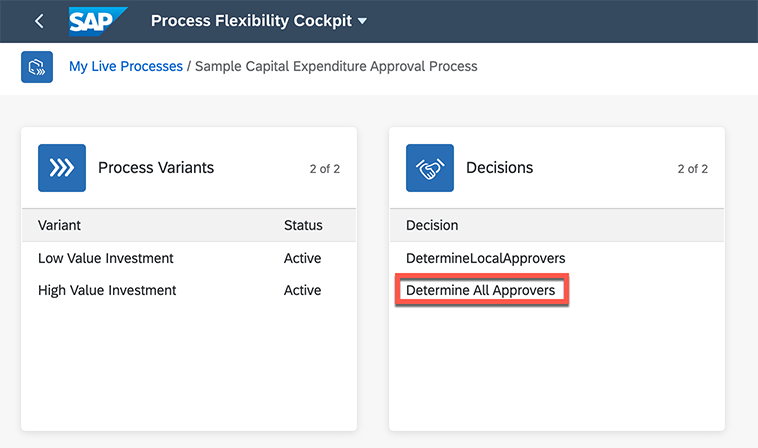 SAP Process Flexibility Cockpit
My Live Processes / Sample Capital Expenditure Approval Process
Process Variants 2 of 2
Variant Status
Low Value Investment Active
High Value Investment Active
Decisions 2 of 2
Decision
DetermineLocalApprovers
Determine All Approvers